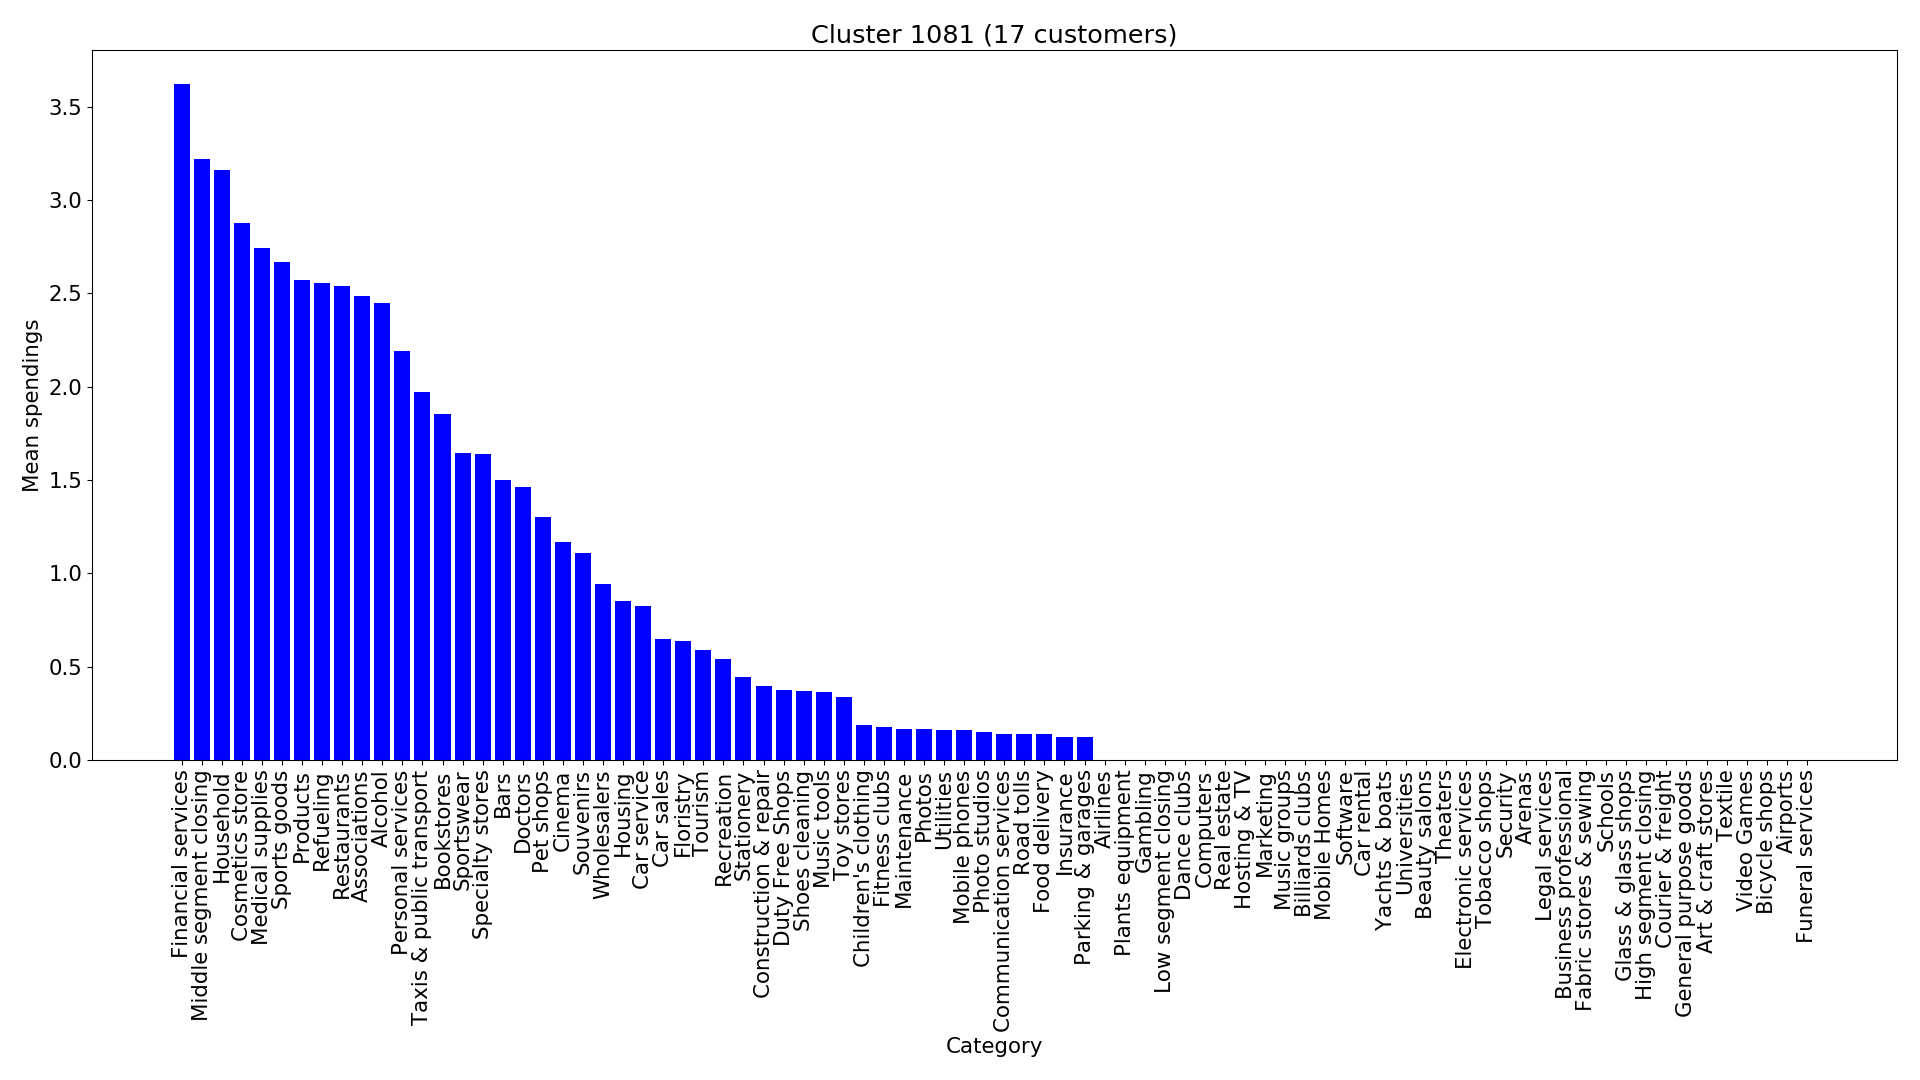 Cluster 1081 (17 customers)
Mean spendings
3.5
3.0
2.5
2.0
1.5
1.0
0.5
0.0
Financial services
Middle segment closing
Household
Cosmetics store
Medical supplies
Sports goods
Products
Refueling
Restaurants
Associations
Alcohol
Personal services
Taxis & public transport
Bookstores
Sportswear
Specialty stores
Bars
Doctors
Pet shops
Cinema
Souvenirs
Wholesalers
Housing
Car service
Car sales
Floristry
Tourism
Recreation
Stationery
Construction & repair
Duty Free Shops
Shoes cleaning
Music tools
Toy stores
Children's clothing
Fitness clubs
Maintenance
Photos
Utilities
Mobile phones
Photo studios
Communication services
Road tolls
Food delivery
Insurance
Parking & garages
Airlines
Plants equipment
Gambling
Low segment closing
Dance clubs
Computers
Real estate
Hosting & TV
Marketing
Music groups
Billiards clubs
Mobile Homes
Software
Car rental
Yachts & boats
Universities
Beauty salons
Theaters
Electronic services
Tobacco shops
Security
Arenas
Legal services
Business professional
Fabric stores & sewing
Schools
Glass & glass shops
High segment closing
Courier & freight
General purpose goods
Art & craft stores
Textile
Video Games
Bicycle shops
Airports
Funeral services
Category